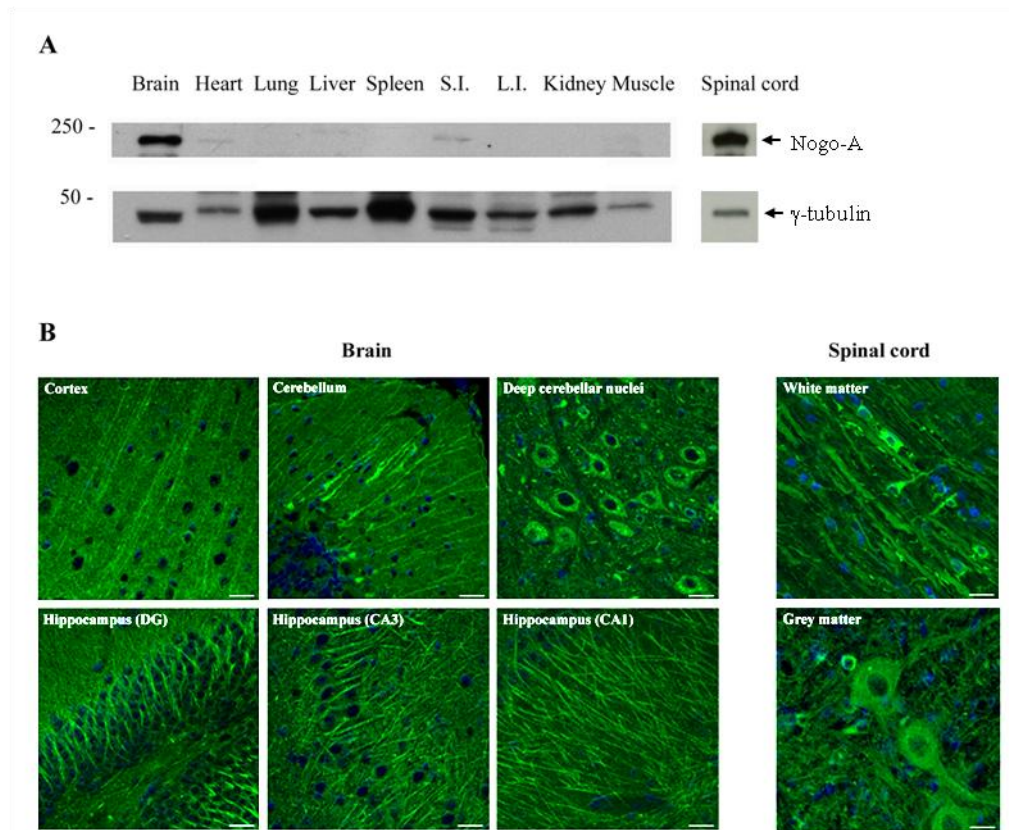 A
Brain Heart Lung Liver Spleen S.I. L.I. Kidney Muscle Spinal cord
250 -
Nogo-A
50 -
γ-tubulin
B
Brain Spinal cord
Cortex Cerebellum Deep cerebellar nuclei White matter
Hippocampus (DG) Hippocampus (CA3) Hippocampus (CA1) Grey matter